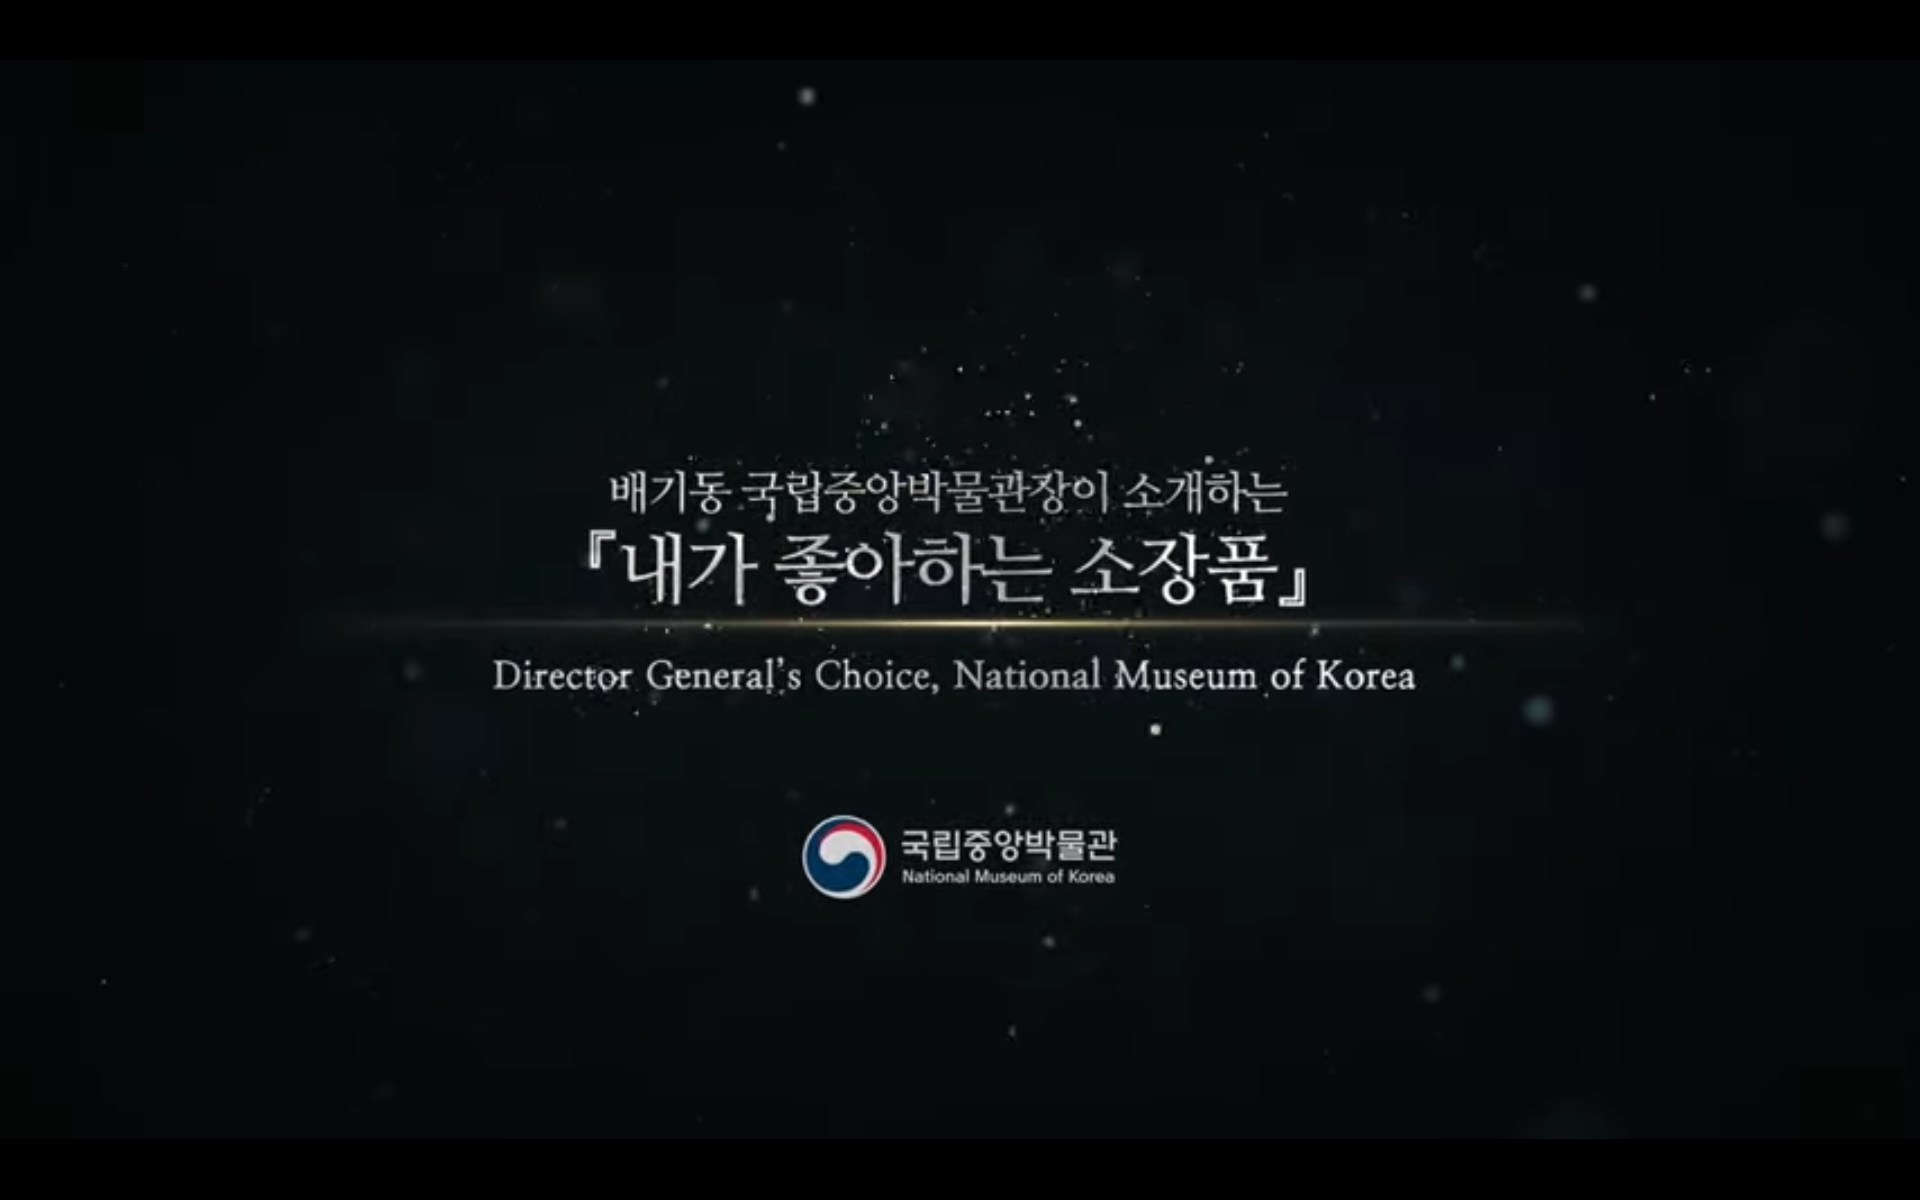 배기동 국립중앙박물관장이 소개하는
『내가 좋아하는 소장품』
Director General's Choice, National Museum of Korea
국립중앙박물관
National Museum of Korea